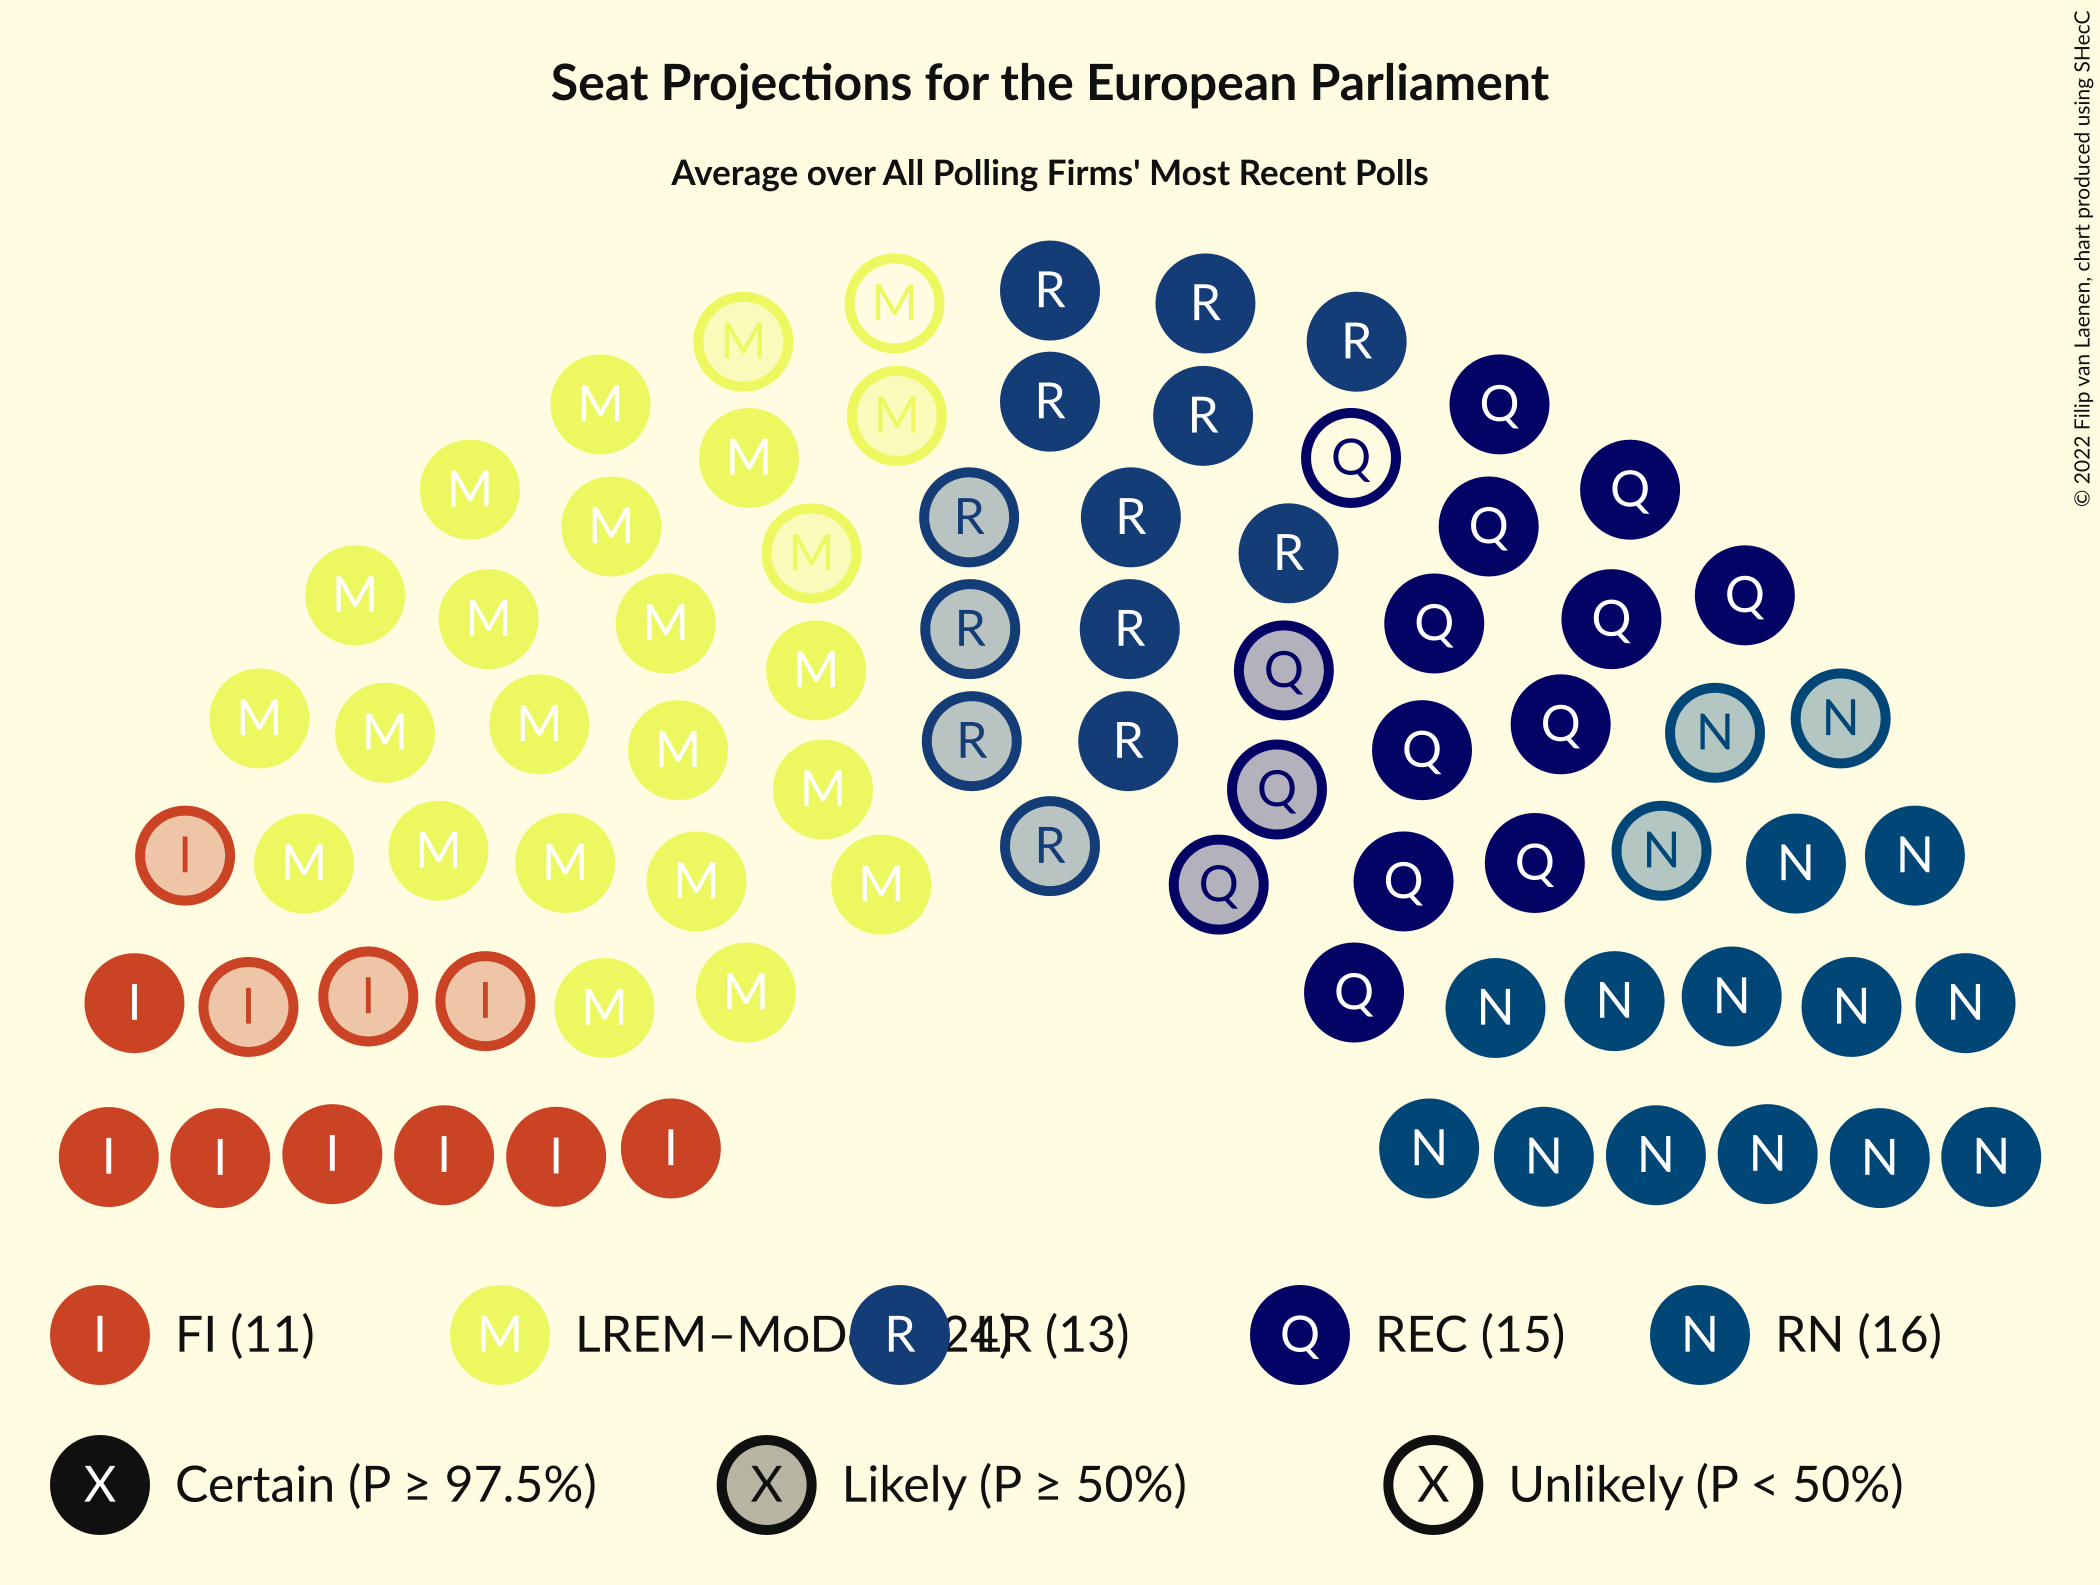 Seat Projections for the European Parliament
Average over All Polling Firms' Most Recent Polls
© 2022 Filip van Laenen, chart produced using SHecC
M R R
M R
M M R R Q
M M Q Q
M R R
M Q
M R
M M Q Q
M M R R Q Q
M Q
M M M Q N N
M M R R Q N
M Q
I M M M M M R Q Q Q N N N
I I I I M M Q N N N N N
I I I I I I N N N N N N
I FI (11) M LREM–MoD 24) R LR (13) Q REC (15) N RN (16)
X Certain (P ≥ 97.5%) X Likely (P ≥ 50%) X Unlikely (P < 50%)